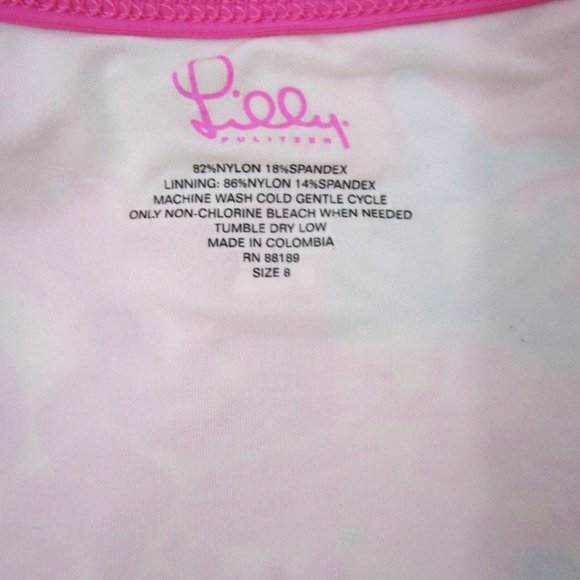 Lilly
PULITZER
82%NYLON 18%SPANDEX
LINNING: 86%NYLON 14%SPANDEX
MACHINE WASH COLD GENTLE CYCLE
ONLY NON-CHLORINE BLEACH WHEN NEEDED
TUMBLE DRY LOW
MADE IN COLOMBIA
RN 88189
SIZE 8